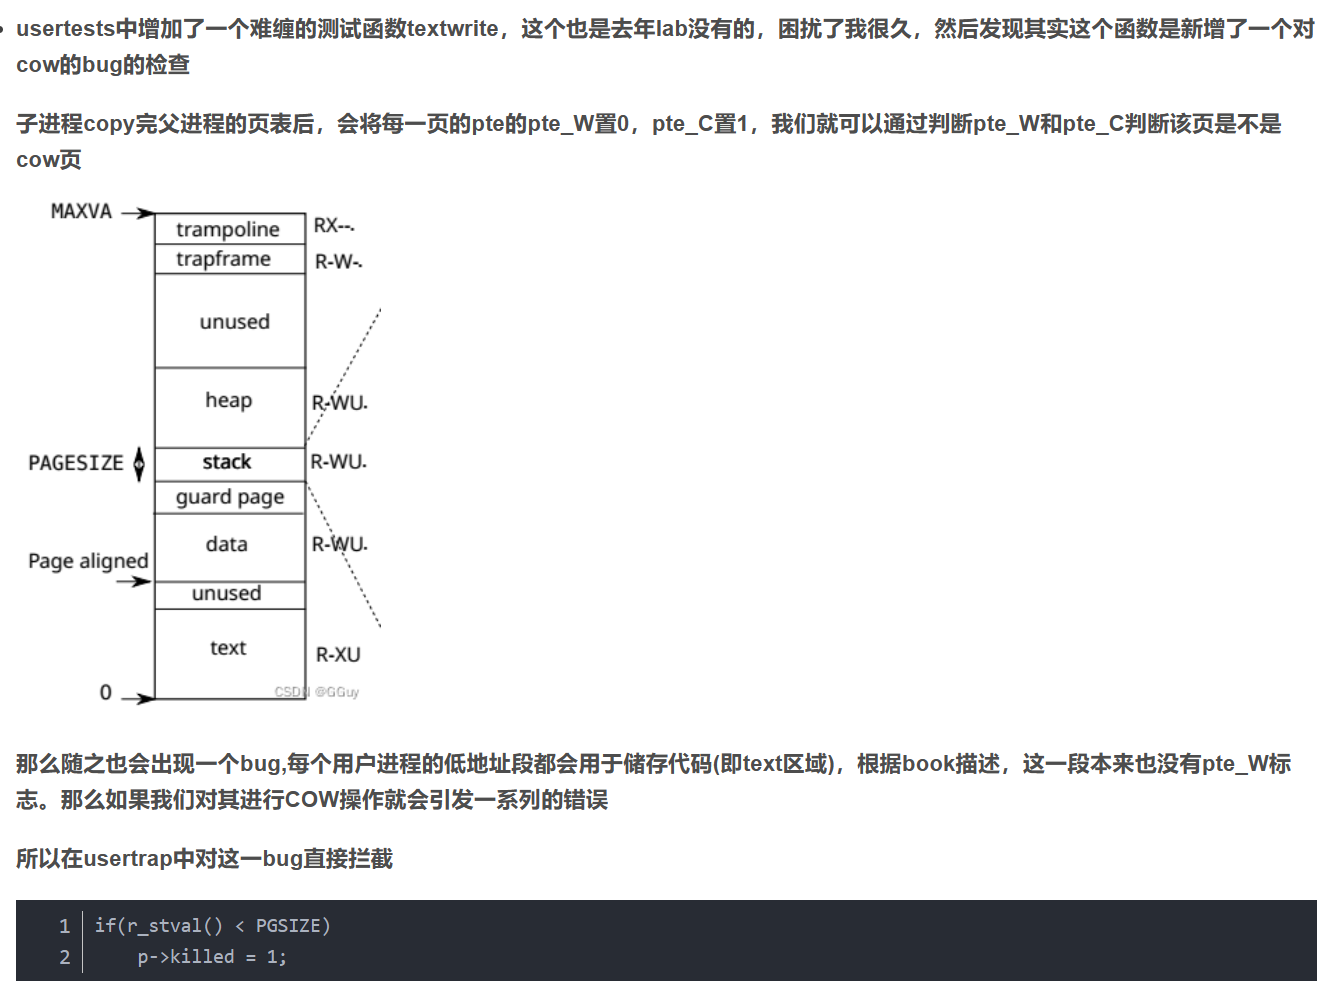 usertests中增加了一个难缠的测试函数textwrite，这个也是去年lab没有的，困扰了我很久，然后发现其实这个函数是新增了一个对
cow的bug的检查
子进程copy完父进程的页表后，会将每一页的pte的pte_W置0，pte_C置1，我们就可以通过判断pte_W和pte_C判断该页是不是
cow页
MAXVA
trampoline
RX--.
trapframe
R-W-.
unused
heap
R-WU.
PAGESIZE
stack
R-WU.
guard page
data
R-WU.
Page aligned
unused
text
R-XU
0
CSDN @GGuy
那么随之也会出现一个bug,每个用户进程的低地址段都会用于储存代码(即text区域)，根据book描述，这一段本来也没有pte_W标
志。那么如果我们对其进行COW操作就会引发一系列的错误
所以在usertrap中对这一bug直接拦截
1 if(r_stval() < PGSIZE)
2 p->killed = 1;